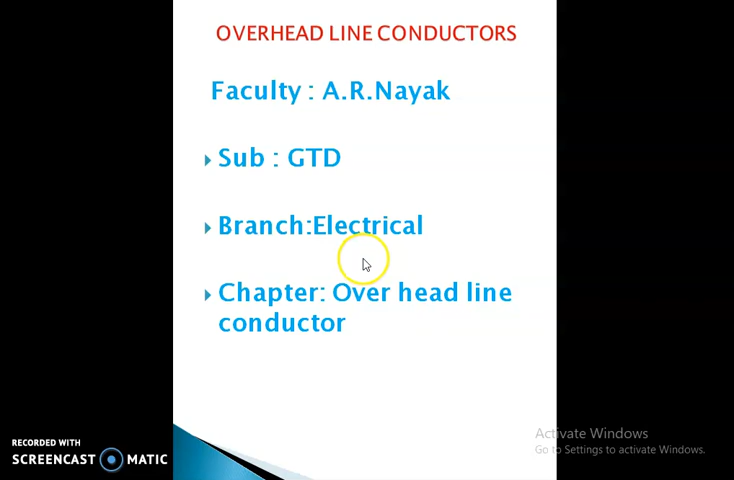 OVERHEAD LINE CONDUCTORS
Faculty : A.R.Nayak
Sub : GTD
Branch:Electrical
Chapter: Over head line
conductor
RECORDED WITH
SCREENCAST MATIC
Activate Windows
Go to Settings to activate Windows.